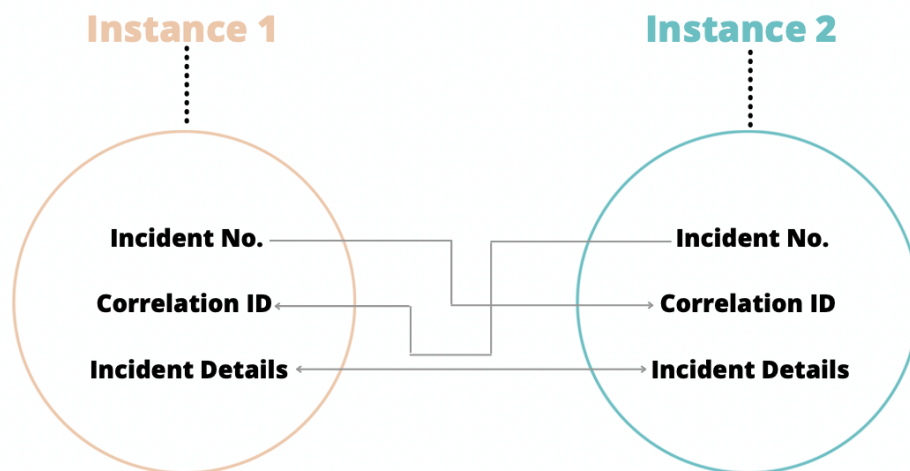 Instance 1
Instance 2
Incident No.
Correlation ID
Incident Details
Incident No.
Correlation ID
Incident Details